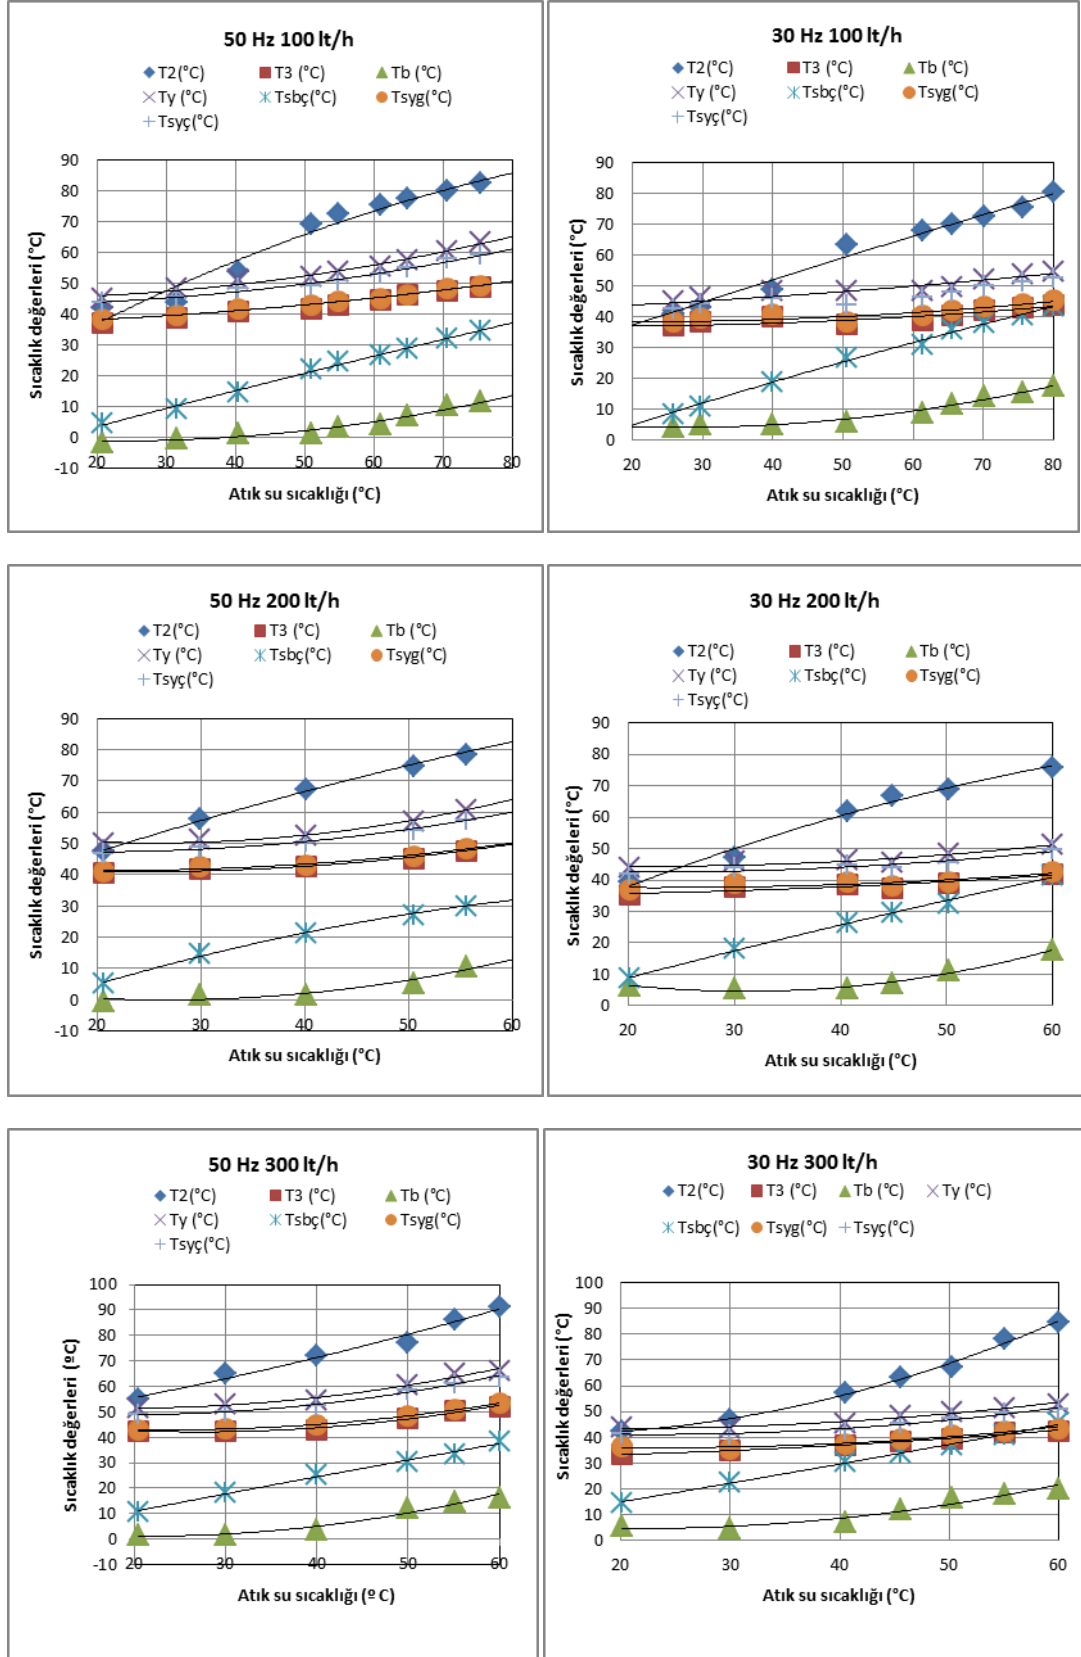 50 Hz 100 lt/h
T2(°C) T3 (°C) Tb (°C)
Ty (°C) Tsbç(°C) Tsyg(°C)
Tsyç(°C)
90
80
70
60
50
40
30
20
10
0
-10
Sıcaklık değerleri (°C)
20 30 40 50 60 70 80
Atık su sıcaklığı (°C)
30 Hz 100 lt/h
T2(°C) T3 (°C) Tb (°C)
Ty (°C) Tsbç(°C) Tsyg(°C)
Tsyç(°C)
90
80
70
60
50
40
30
20
10
0
Sıcaklık değerleri (°C)
20 30 40 50 60 70 80
Atık su sıcaklığı (°C)
50 Hz 200 lt/h
T2(°C) T3 (°C) Tb (°C)
Ty (°C) Tsbç(°C) Tsyg(°C)
Tsyç(°C)
90
80
70
60
50
40
30
20
10
0
-10
Sıcaklık değerleri (°C)
20 30 40 50 60
Atık su sıcaklığı (°C)
30 Hz 200 lt/h
T2(°C) T3 (°C) Tb (°C)
Ty (°C) Tsbç(°C) Tsyg(°C)
Tsyç(°C)
90
80
70
60
50
40
30
20
10
0
Sıcaklık değeleri (°C)
20 30 40 50 60
Atık su sıcaklığı (°C)
50 Hz 300 lt/h
T2(°C) T3 (°C) Tb (°C)
Ty (°C) Tsbç(°C) Tsyg(°C)
Tsyç(°C)
100
90
80
70
60
50
40
30
20
10
0
-10
Sıcaklık değerleri (ºC)
20 30 40 50 60
Atık su sıcaklığı (º C)
30 Hz 300 lt/h
T2(°C) T3 (°C) Tb (°C) Ty (°C)
Tsbç(°C) Tsyg(°C) Tsyç(°C)
100
90
80
70
60
50
40
30
20
10
0
Sıcaklık değerleri (°C)
20 30 40 50 60
Atık su sıcaklığı (°C)